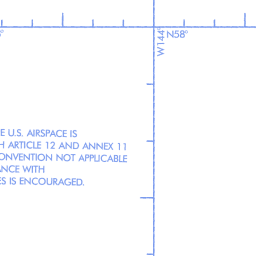 W144° N58°
E U.S. AIRSPACE IS
H ARTICLE 12 AND ANNEX 11
ONVENTION NOT APPLICABLE
ANCE WITH
ES IS ENCOURAGED.